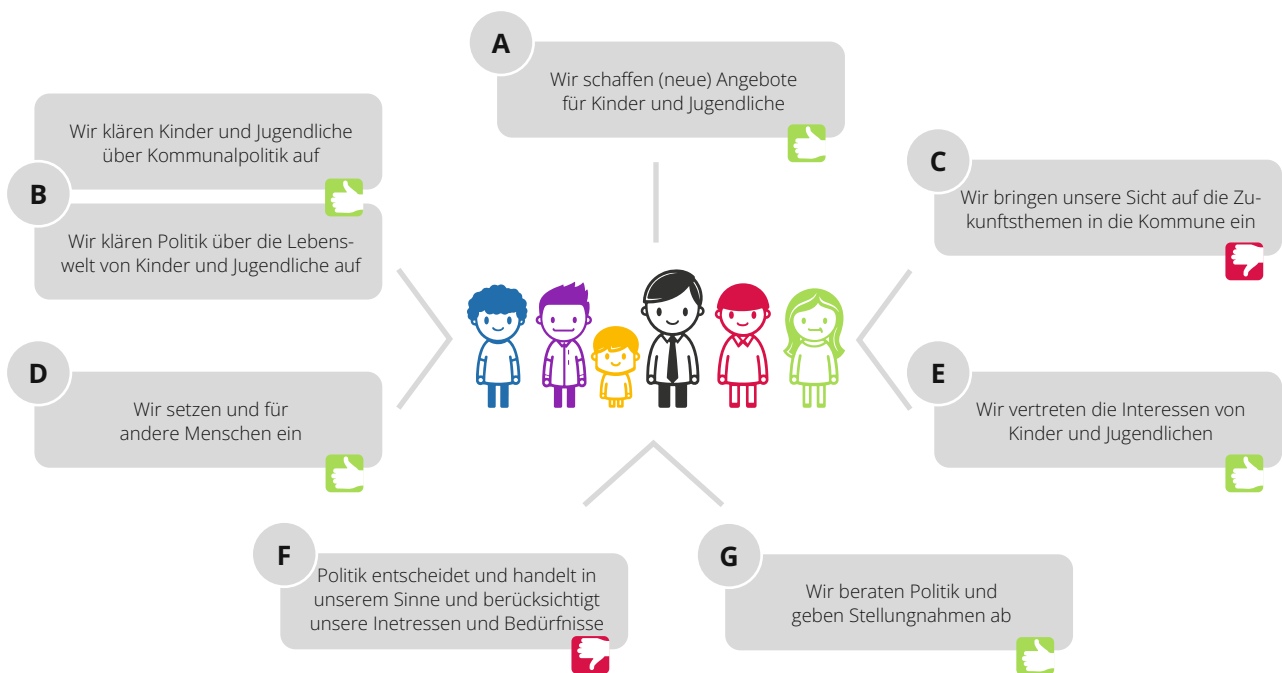 A
Wir schaffen (neue) Angebote
für Kinder und Jugendliche
B
Wir klären Kinder und Jugendliche
über Kommunalpolitik auf
Wir klären Politik über die Lebens-
welt von Kinder und Jugendliche auf
C
Wir bringen unsere Sicht auf die Zu-
kunftsthemen in die Kommune ein
D
Wir setzen und für
andere Menschen ein
E
Wir vertreten die Interessen von
Kinder und Jugendlichen
F
Politik entscheidet und handelt in
unserem Sinne und berücksichtigt
unsere Inetressen und Bedürfnisse
G
Wir beraten Politik und
geben Stellungnahmen ab